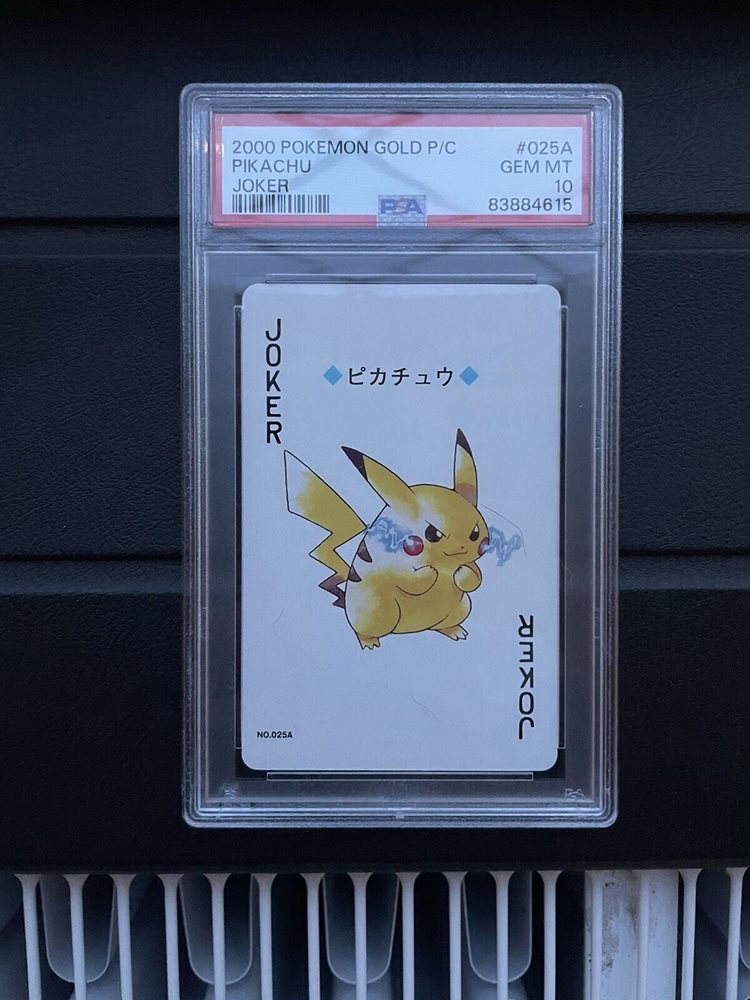 2000 POKEMON GOLD P/C #025A
PIKACHU GEM MT
JOKER 10
PSA 83884615
JOKER
◆ピカチュウ◆
JOKER
NO.025A